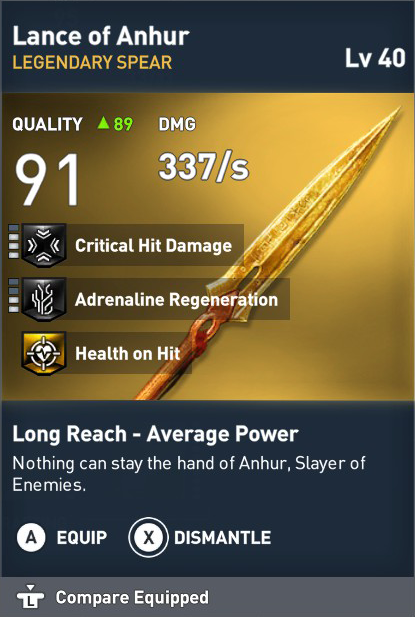 Lance of Anhur
LEGENDARY SPEAR
Lv 40
QUALITY ▲ 89 DMG
91 337/s
Critical Hit Damage
Adrenaline Regeneration
Health on Hit
Long Reach - Average Power
Nothing can stay the hand of Anhur, Slayer of
Enemies.
A EQUIP X DISMANTLE
L Compare Equipped